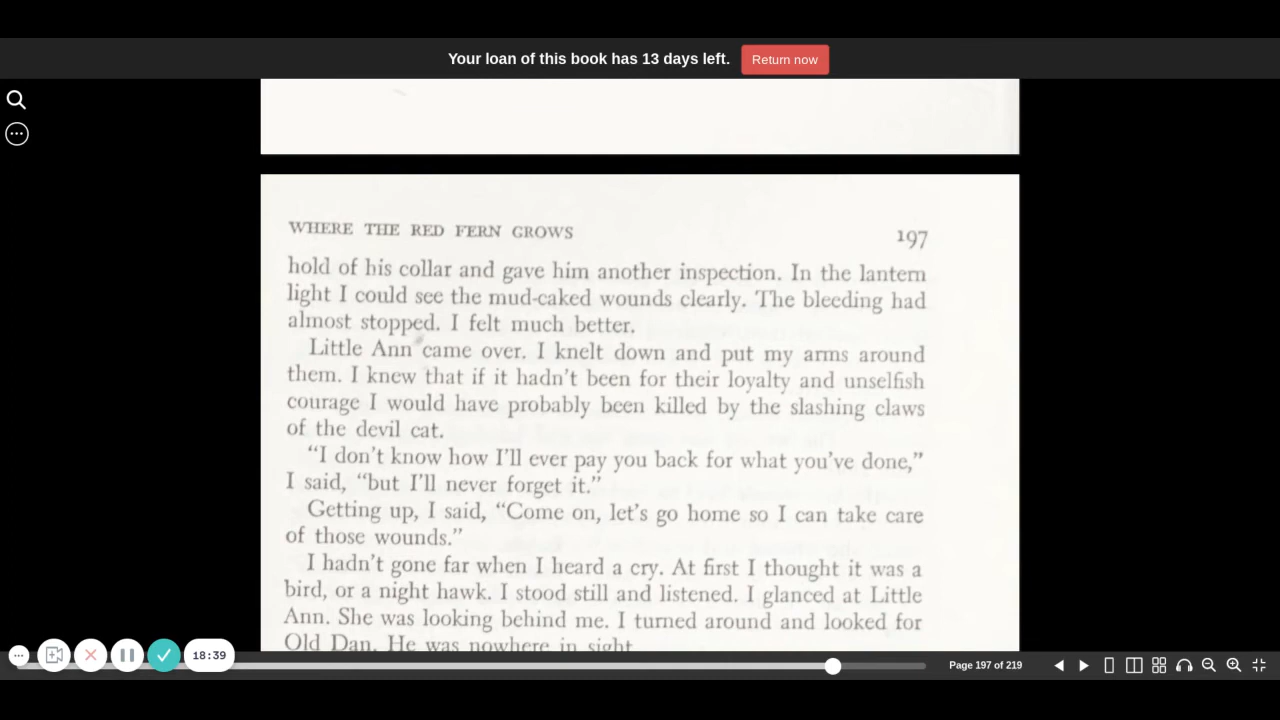 Your loan of this book has 13 days left. Return now
WHERE THE RED FERN GROWS 197
hold of his collar and gave him another inspection. In the lantern
light I could see the mud-caked wounds clearly. The bleeding had
almost stopped. I felt much better.
Little Ann came over. I knelt down and put my arms around
them. I knew that if it hadn't been for their loyalty and unselfish
courage I would have probably been killed by the slashing claws
of the devil cat.
"I don't know how I'll ever pay you back for what you've done,"
I said, "but I'll never forget it."
Getting up, I said, "Come on, let's go home so I can take care
of those wounds."
I hadn't gone far when I heard a cry. At first I thought it was a
bird, or a night hawk. I stood still and listened. I glanced at Little
Ann. She was looking behind me. I turned around and looked for
Old Dan. He was nowhere in sight
18:39
Page 197 of 219